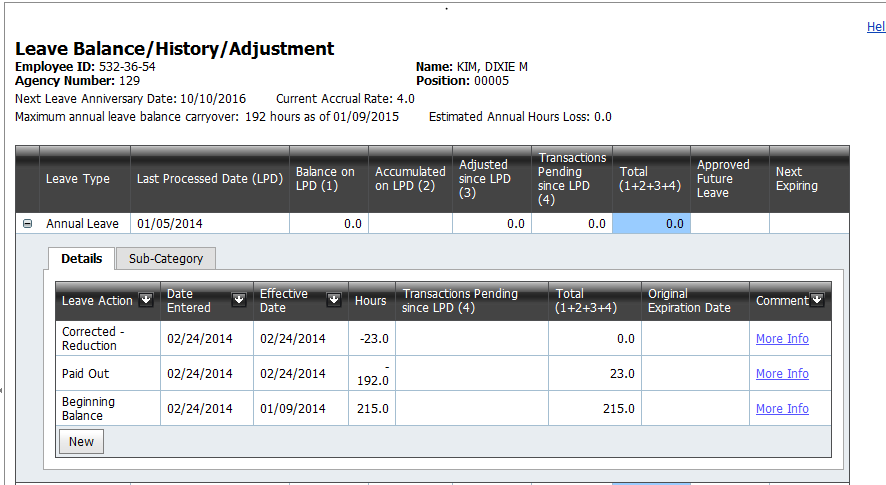 Hel
Leave Balance/History/Adjustment
Employee ID: 532-36-54 Name: KIM, DIXIE M
Agency Number: 129 Position: 00005
Next Leave Anniversary Date: 10/10/2016 Current Accrual Rate: 4.0
Maximum annual leave balance carryover: 192 hours as of 01/09/2015 Estimated Annual Hours Loss: 0.0
Leave Type
Last Processed Date (LPD)
Balance on
LPD (1)
Accumulated
on LPD (2)
Adjusted
since LPD
(3)
Transactions
Pending
since LPD
(4)
Total
(1+2+3+4)
Approved
Future
Leave
Next
Expiring
Annual Leave 01/05/2014 0.0 0.0 0.0 0.0
Details Sub-Category
Leave Action
Date
Entered
Effective
Date
Hours
Transactions Pending
since LPD (4)
Total
(1+2+3+4)
Original
Expiration Date
Comment
Corrected -
Reduction
02/24/2014 02/24/2014 -23.0 0.0 More Info
Paid Out 02/24/2014 02/24/2014 -
192.0
23.0 More Info
Beginning
Balance
02/24/2014 01/09/2014 215.0 215.0 More Info
New